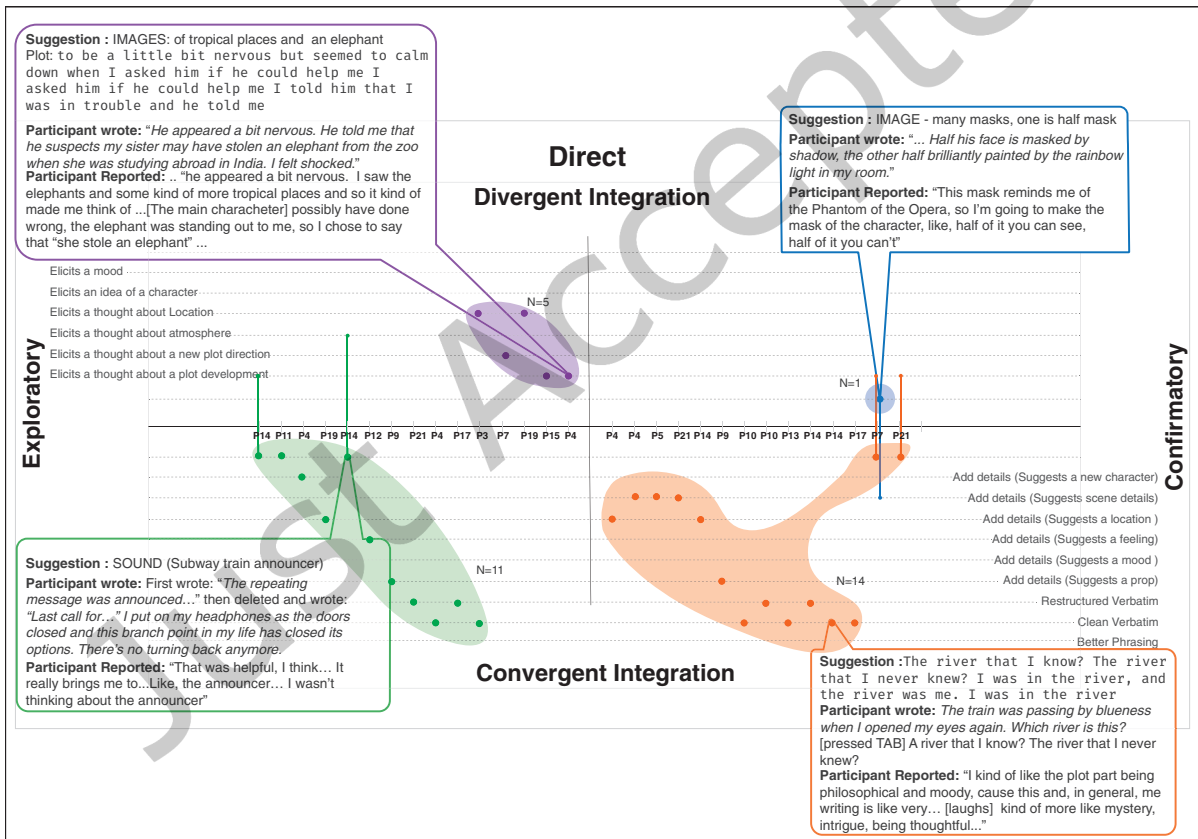 Suggestion : IMAGES: of tropical places and an elephant
Plot: to be a little bit nervous but seemed to calm
down when I asked him if he could help me I
asked him if he could help me I told him that I
was in trouble and he told me
Participant wrote: “He appeared a bit nervous. He told me that
he suspects my sister may have stolen an elephant from the zoo
when she was studying abroad in India. I felt shocked.”
Participant Reported: .. “he appeared a bit nervous. I saw the
elephants and some kind of more tropical places and so it kind of
made me think of ...[The main characheter] possibly have done
wrong, the elephant was standing out to me, so I chose to say
that “she stole an elephant” ...
Suggestion : IMAGE - many masks, one is half mask
Participant wrote: “... Half his face is masked by
shadow, the other half brilliantly painted by the rainbow
light in my room.”
Participant Reported: “This mask reminds me of
the Phantom of the Opera, so I’m going to make the
mask of the character, like, half of it you can see,
half of it you can’t”
Direct
Divergent Integration
Elicits a mood
Elicits an idea of a character
Elicits a thought about Location
Elicits a thought about atmosphere
Elicits a thought about a new plot direction
Elicits a thought about a plot development
N=5
N=1
Exploratory
Confirmatory
P14 P11 P4 P19 P14 P12 P9 P21 P4 P17 P3 P7 P19 P15 P4 P4 P4 P5 P21 P14 P9 P10 P10 P13 P14 P14 P17 P7 P21
Add details (Suggests a new character)
Add details (Suggests scene details)
Add details (Suggests a location )
Add details (Suggests a feeling)
Add details (Suggests a mood )
Add details (Suggests a prop)
Restructured Verbatim
Clean Verbatim
Better Phrasing
N=11
N=14
Convergent Integration
Suggestion : SOUND (Subway train announcer)
Participant wrote: First wrote: “The repeating
message was announced…” then deleted and wrote:
“Last call for…” I put on my headphones as the doors
closed and this branch point in my life has closed its
options. There’s no turning back anymore.
Participant Reported: “That was helpful, I think… It
really brings me to...Like, the announcer… I wasn’t
thinking about the announcer”
Suggestion :The river that I know? The river
that I never knew? I was in the river, and
the river was me. I was in the river
Participant wrote: The train was passing by blueness
when I opened my eyes again. Which river is this?
[pressed TAB] A river that I know? The river that I never
knew?
Participant Reported: “I kind of like the plot part being
philosophical and moody, cause this and, in general, me
writing is like very… [laughs] kind of more like mystery,
intrigue, being thoughtful...”
Just Accepte